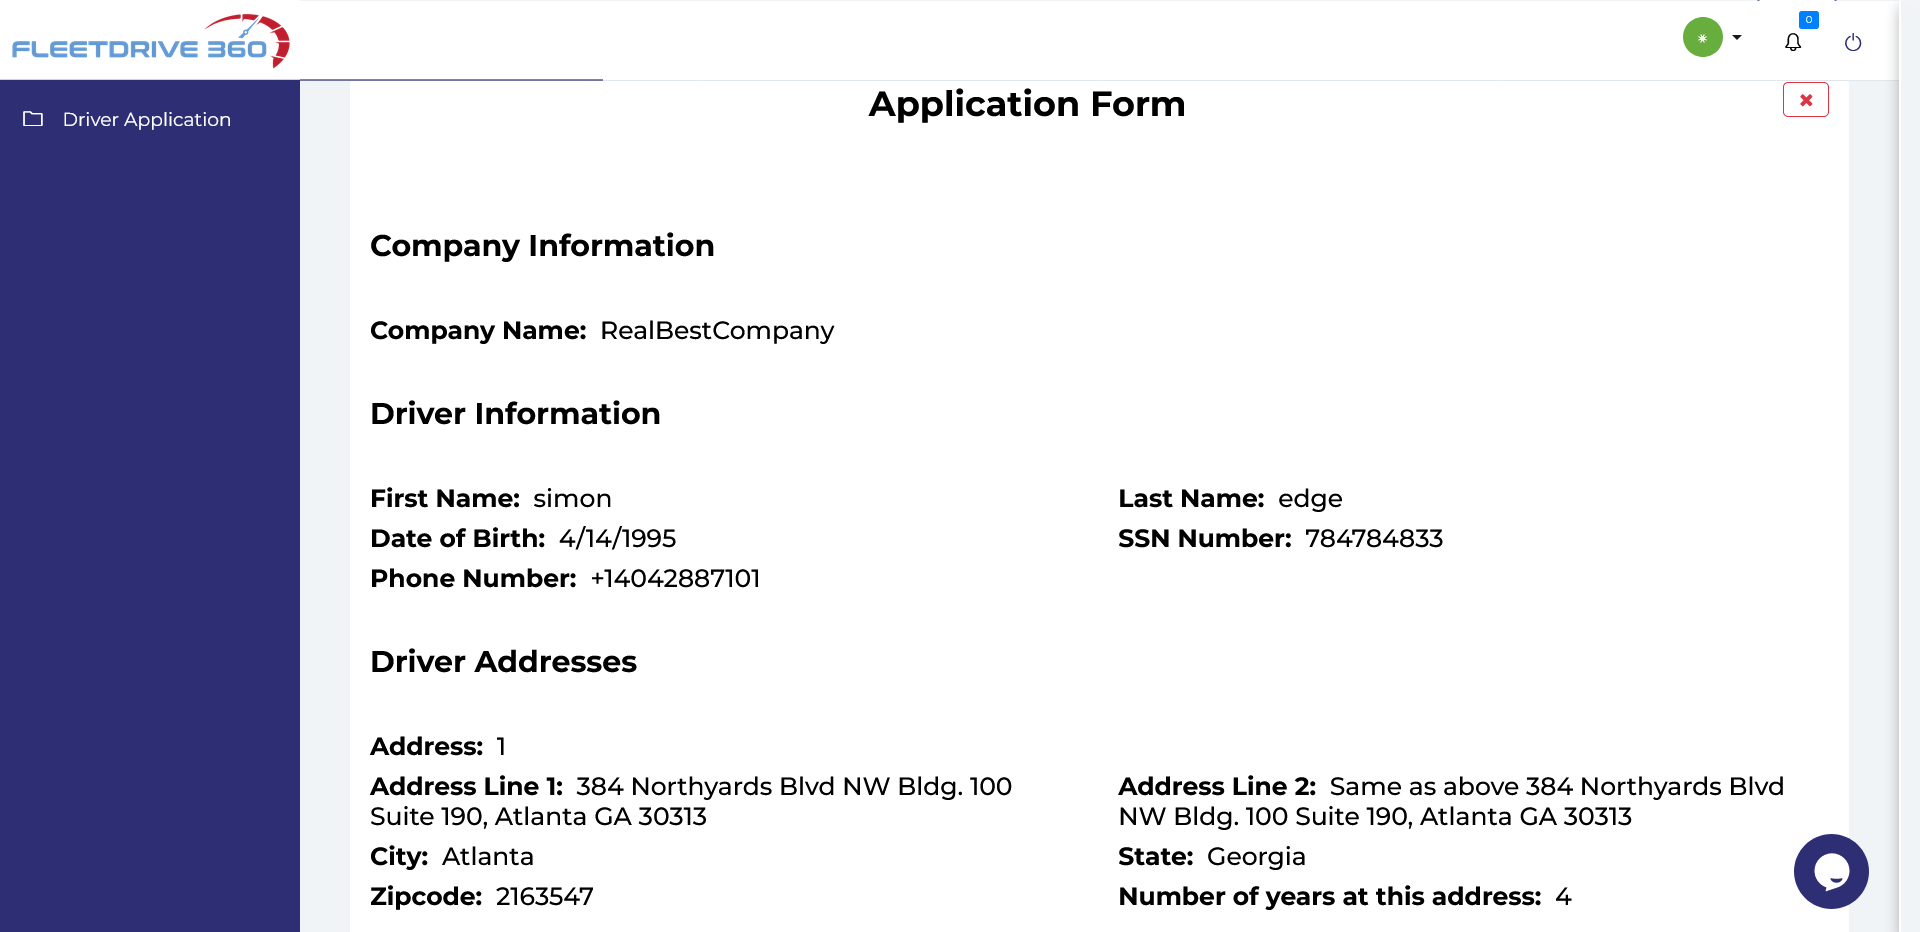 FLEETDRIVE 360
0
Driver Application
Application Form
Company Information
Company Name: RealBestCompany
Driver Information
First Name: simon
Last Name: edge
Date of Birth: 4/14/1995
SSN Number: 784784833
Phone Number: +14042887101
Driver Addresses
Address: 1
Address Line 1: 384 Northyards Blvd NW Bldg. 100
Suite 190, Atlanta GA 30313
Address Line 2: Same as above 384 Northyards Blvd
NW Bldg. 100 Suite 190, Atlanta GA 30313
City: Atlanta
State: Georgia
Zipcode: 2163547
Number of years at this address: 4